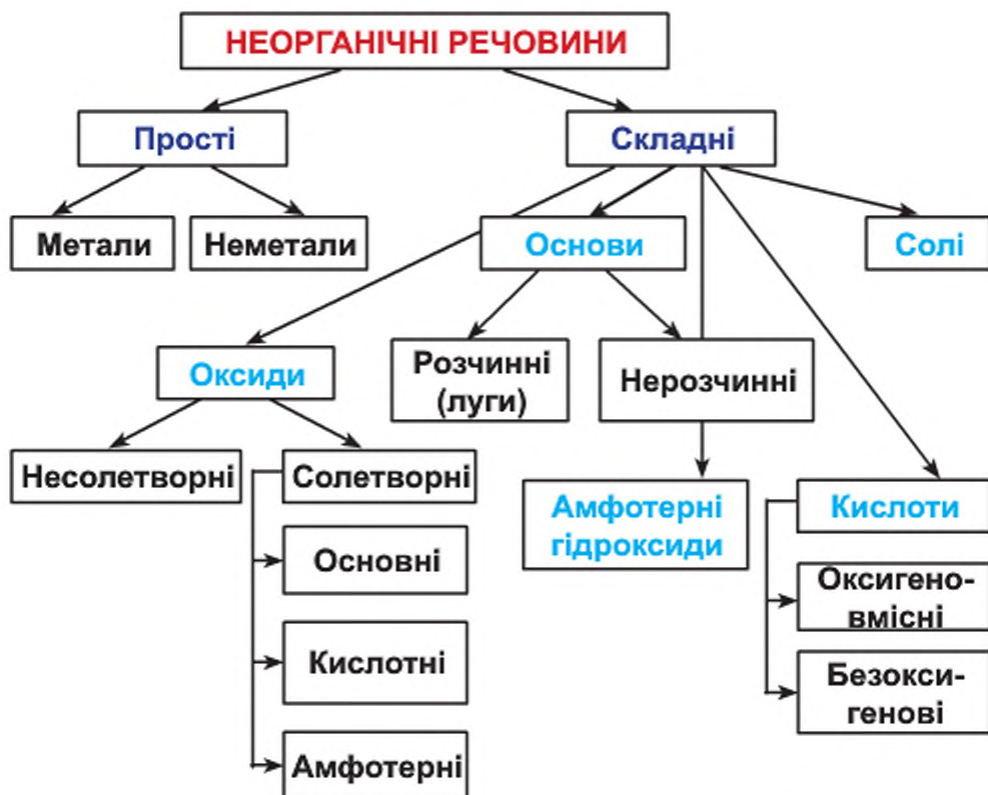 НЕОРГАНІЧНІ РЕЧОВИНИ
Прості
Складні
Метали
Неметали
Основи
Солі
Оксиди
Розчинні
(луги)
Нерозчинні
Несолетворні
Солетворні
Амфотерні
гідроксиди
Кислоти
Основні
Оксигено-
вмісні
Кислотні
Безокси-
генові
Амфотерні